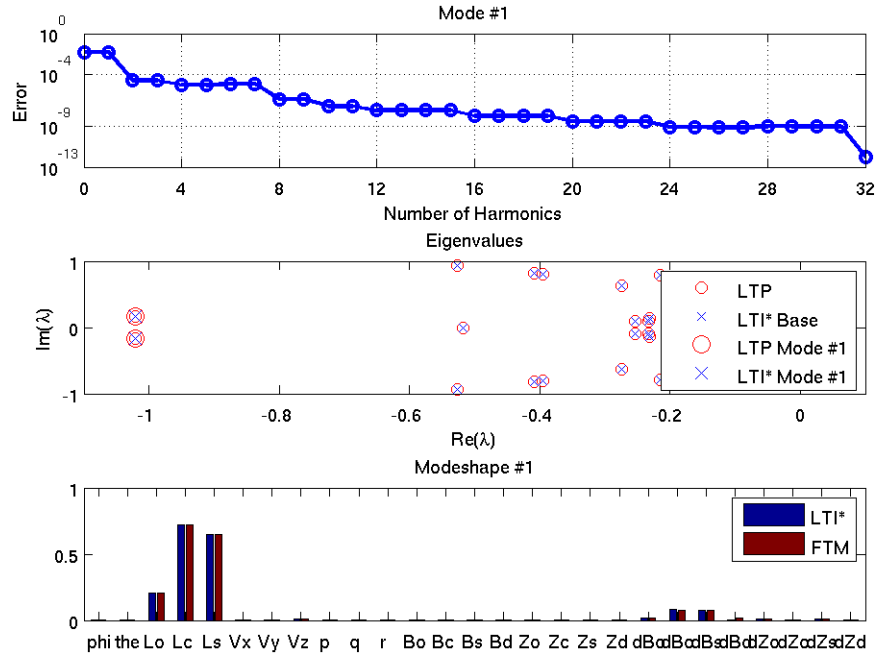 Mode #1
10^0
10^-4
10^-9
10^-13
Error
0 4 8 12 16 20 24 28 32
Number of Harmonics
Eigenvalues
1
0
-1
Im(λ)
LTP
LTI* Base
LTP Mode #1
LTI* Mode #1
-1 -0.8 -0.6 -0.4 -0.2 0
Re(λ)
Modeshape #1
1
0.5
0
LTI*
FTM
phi the Lo Lc Ls Vx Vy Vz p q r Bo Bc Bs Bd Zo Zc Zs Zd dBo dBc dBs dBd dZo dZc dZs dZd